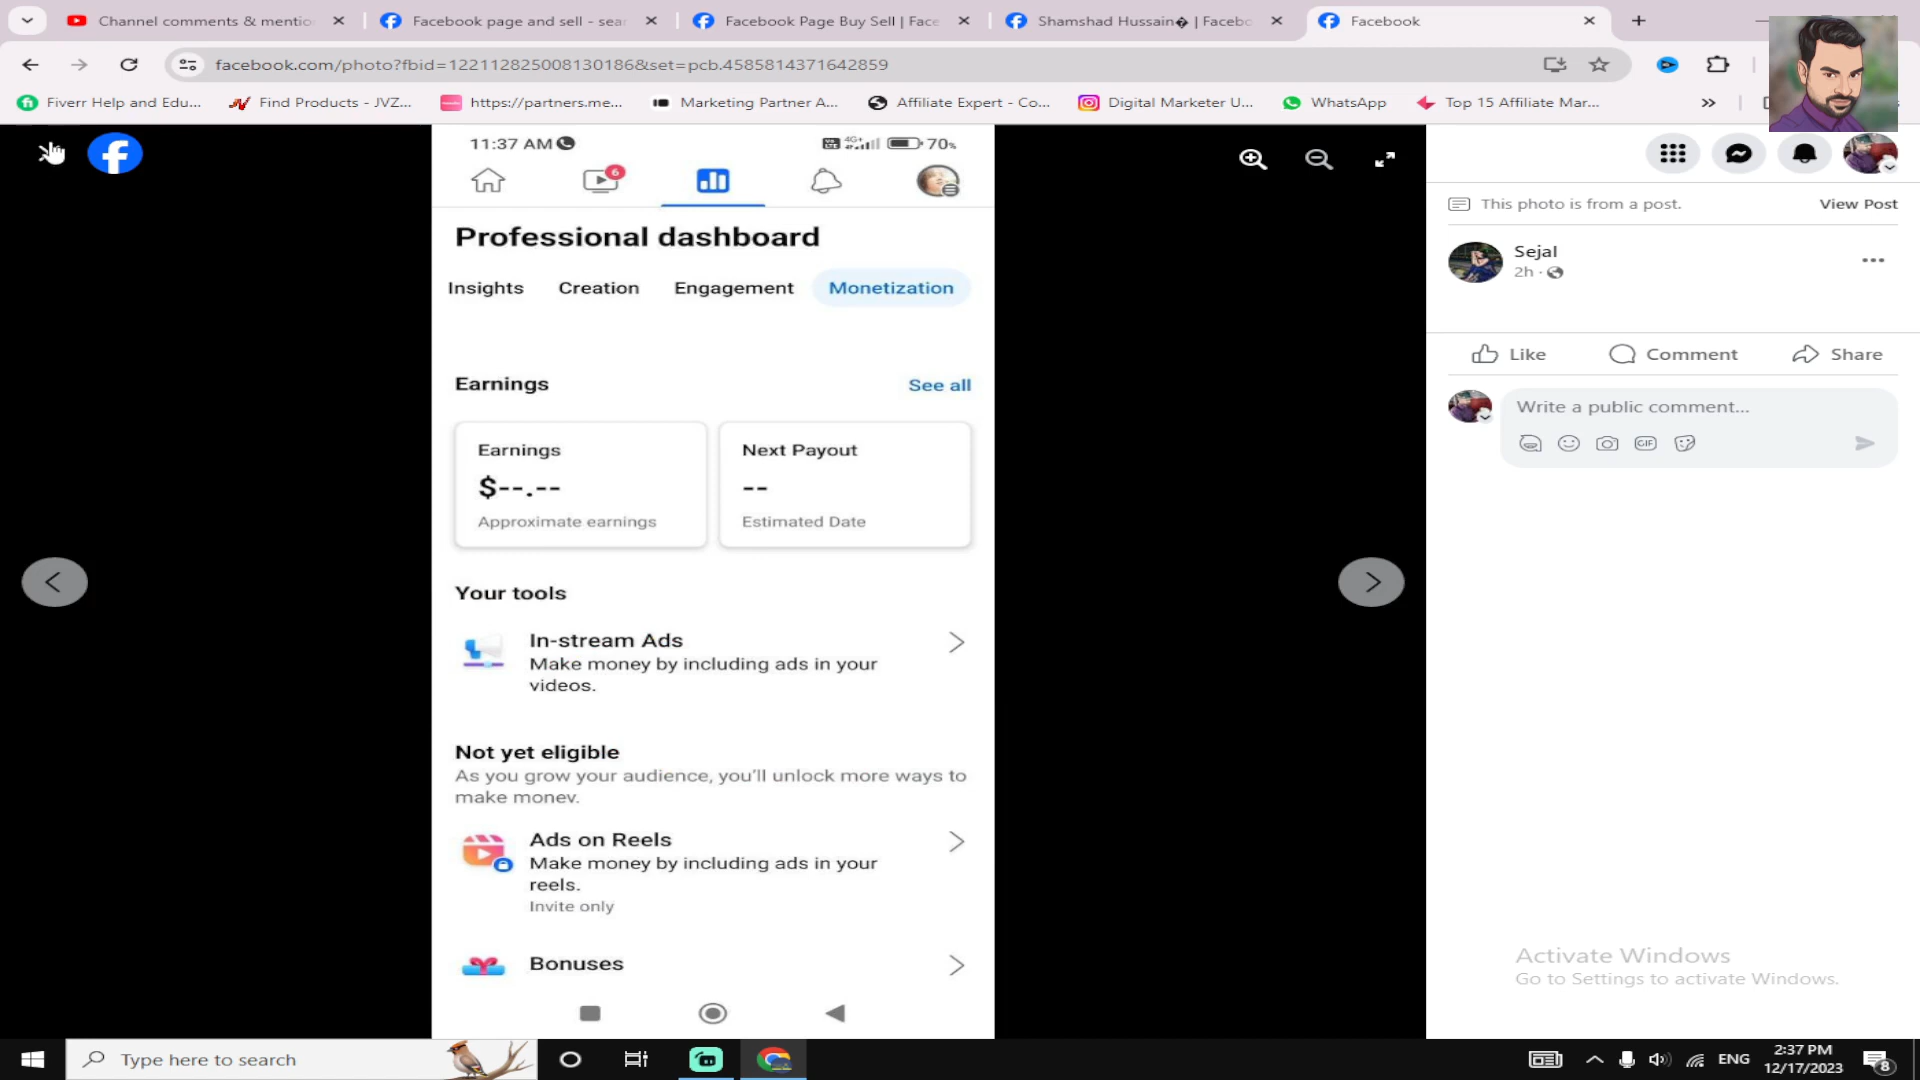 Channel comments & mentio
Facebook page and sell - sear
Facebook Page Buy Sell | Face
Shamshad Hussain� | Facebo
Facebook
facebook.com/photo?fbid=122112825008130186&set=pcb.4585814371642859
Fiverr Help and Edu...
Find Products - JVZ...
https://partners.me...
Marketing Partner A...
Affiliate Expert - Co...
Digital Marketer U...
WhatsApp
Top 15 Affiliate Mar...
11:37 AM
4G+
70%
6
Professional dashboard
Insights Creation Engagement Monetization
Earnings See all
Earnings Next Payout
$--.-- --
Approximate earnings Estimated Date
Your tools
In-stream Ads
Make money by including ads in your
videos.
Not yet eligible
As you grow your audience, you'll unlock more ways to
make money.
Ads on Reels
Make money by including ads in your
reels.
Invite only
Bonuses
This photo is from a post. View Post
Sejal
2h ·
Like Comment Share
Write a public comment...
GIF
Activate Windows
Go to Settings to activate Windows.
Type here to search
ENG
2:37 PM
12/17/2023
8